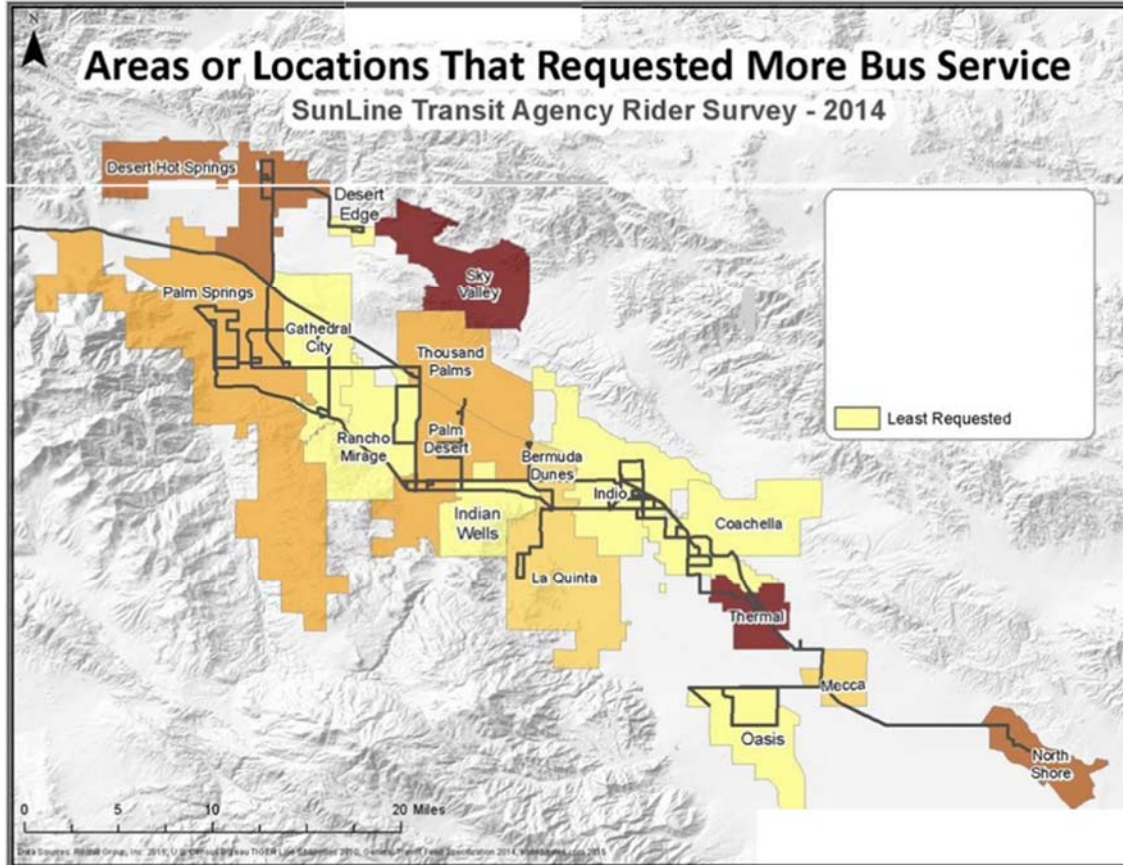 N
Areas or Locations That Requested More Bus Service
SunLine Transit Agency Rider Survey - 2014
Desert Hot Springs
Desert
Edge
Sky
Valley
Palm Springs
Cathedral
City
Thousand
Palms
Rancho
Mirage
Palm
Desert
Bermuda
Dunes
Least Requested
Indio
Indian
Wells
Coachella
La Quinta
Thermal
Mecca
Oasis
North
Shore
0 5 10 20 Miles